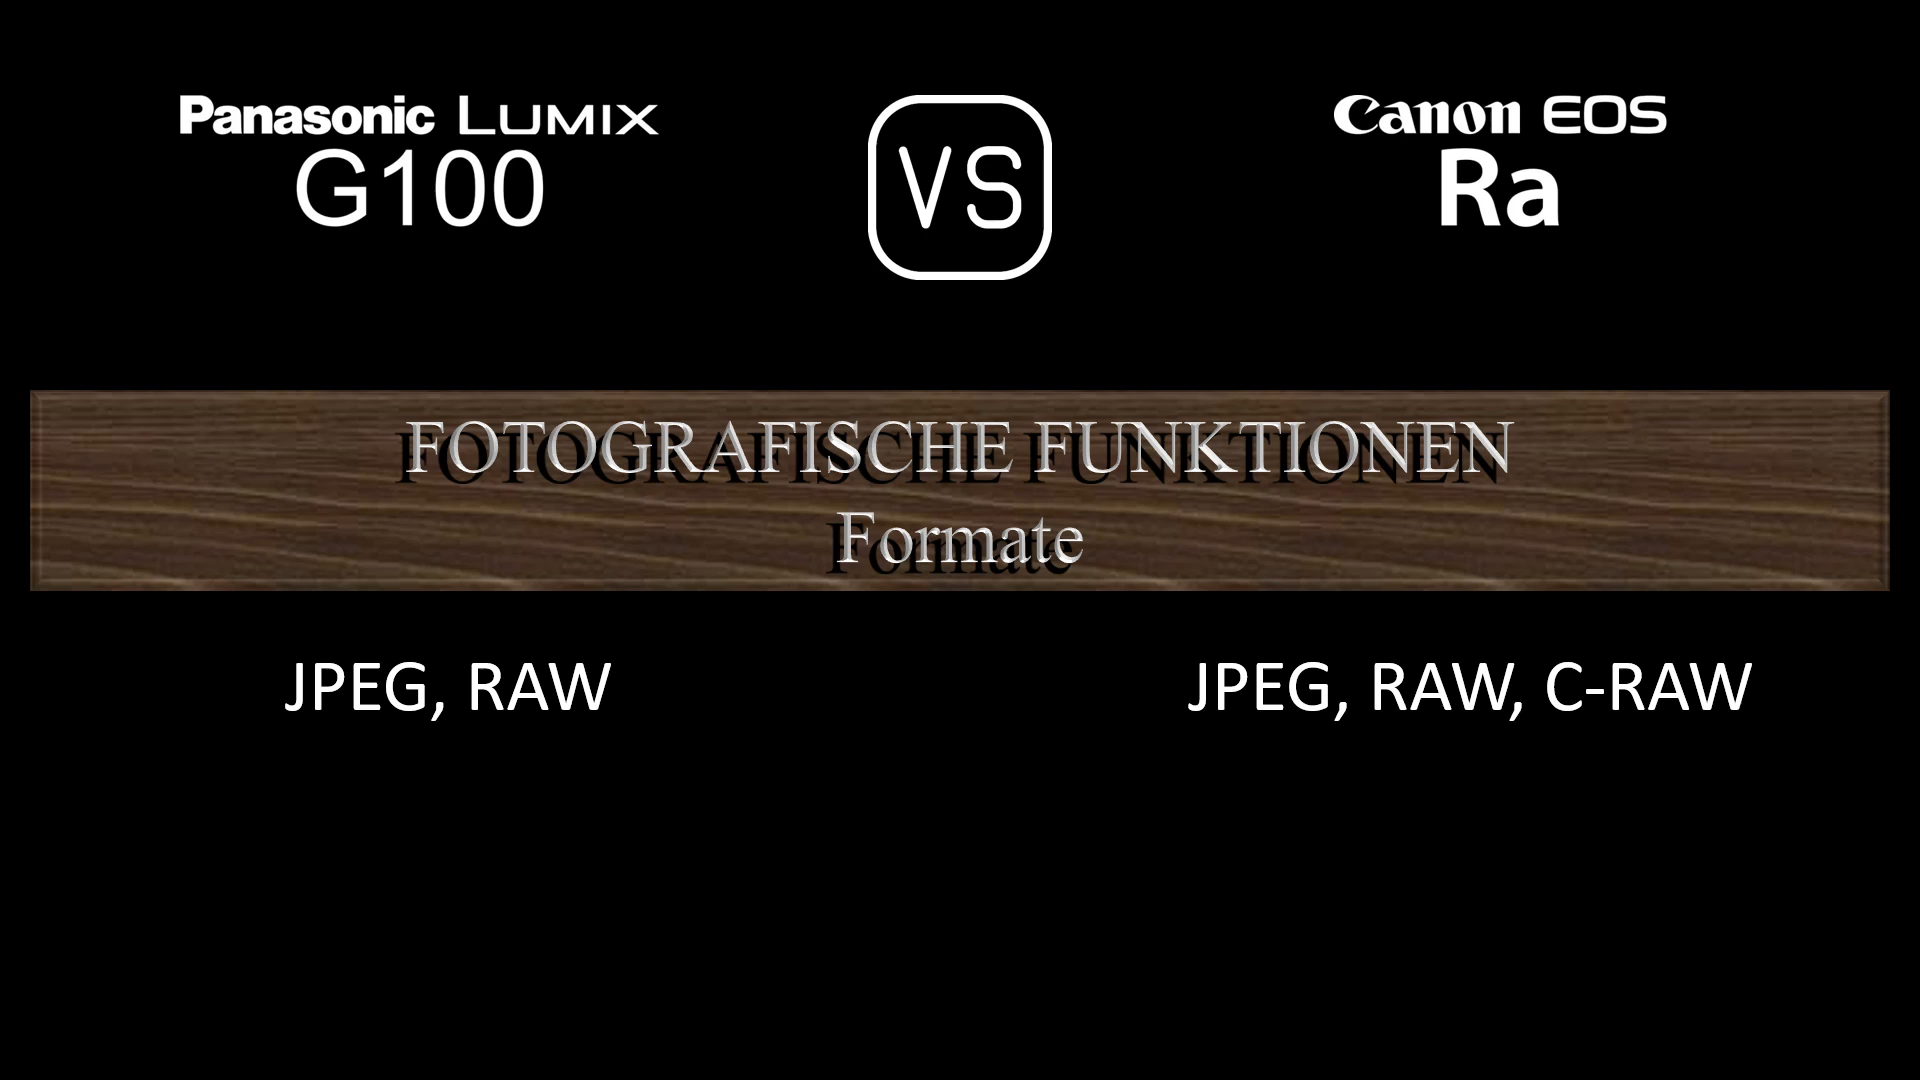 Panasonic LUMIX
G100
VS
Canon EOS
Ra
FOTOGRAFISCHE FUNKTIONEN
Formate
JPEG, RAW
JPEG, RAW, C-RAW